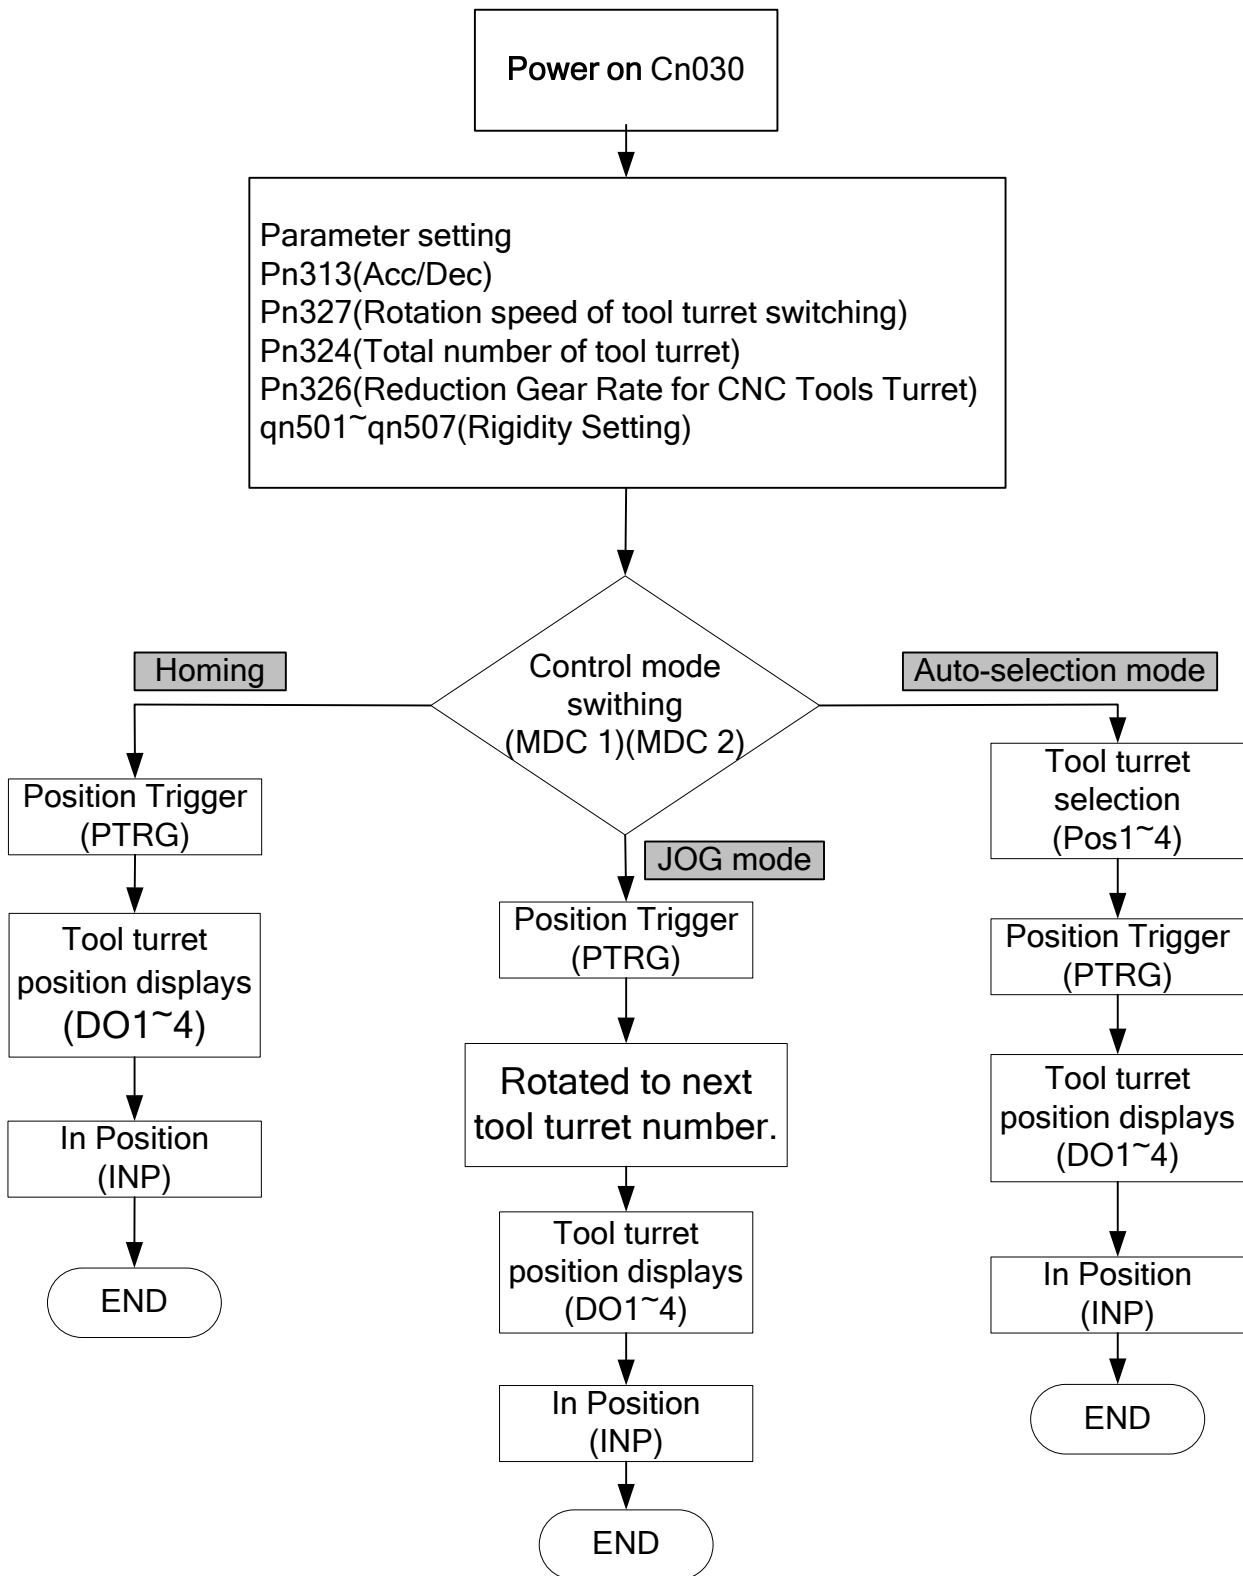 Power on Cn030
Parameter setting
Pn313(Acc/Dec)
Pn327(Rotation speed of tool turret switching)
Pn324(Total number of tool turret)
Pn326(Reduction Gear Rate for CNC Tools Turret)
qn501~qn507(Rigidity Setting)
Control mode
swithing
(MDC 1)(MDC 2)
Homing
Position Trigger
(PTRG)
Tool turret
position displays
(DO1~4)
In Position
(INP)
END
JOG mode
Position Trigger
(PTRG)
Rotated to next
tool turret number.
Tool turret
position displays
(DO1~4)
In Position
(INP)
END
Auto-selection mode
Tool turret
selection
(Pos1~4)
Position Trigger
(PTRG)
Tool turret
position displays
(DO1~4)
In Position
(INP)
END